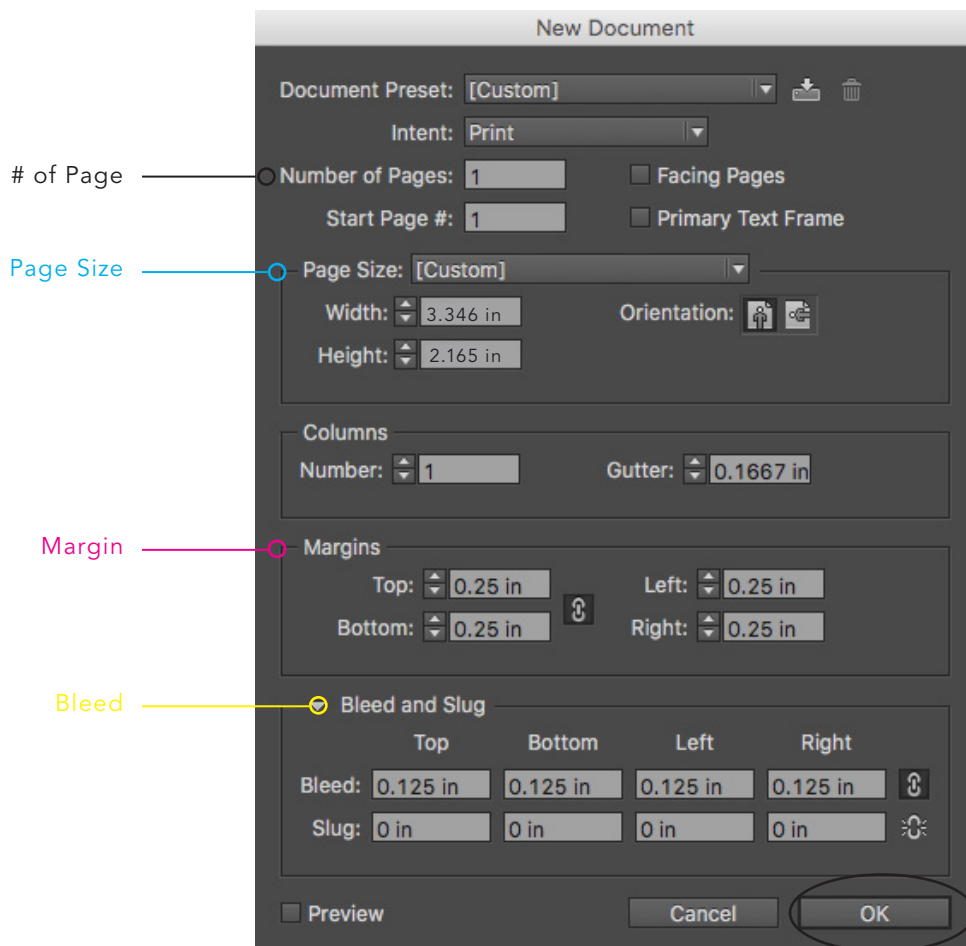 New Document
Document Preset: [Custom]
Intent: Print
# of Page
Number of Pages: 1
Facing Pages
Start Page #: 1
Primary Text Frame
Page Size
Page Size: [Custom]
Width: 3.346 in
Orientation:
Height: 2.165 in
Columns
Number: 1
Gutter: 0.1667 in
Margin
Margins
Top: 0.25 in
Left: 0.25 in
Bottom: 0.25 in
Right: 0.25 in
Bleed
Bleed and Slug
Top Bottom Left Right
Bleed: 0.125 in 0.125 in 0.125 in 0.125 in
Slug: 0 in 0 in 0 in 0 in
Preview
Cancel
OK